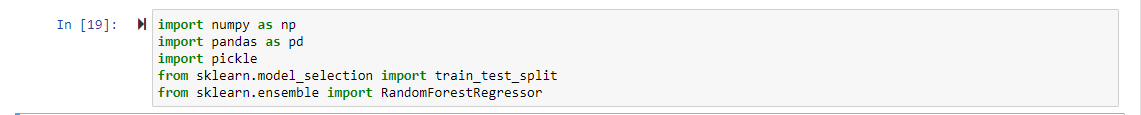 In [19]:
import numpy as np
import pandas as pd
import pickle
from sklearn.model_selection import train_test_split
from sklearn.ensemble import RandomForestRegressor